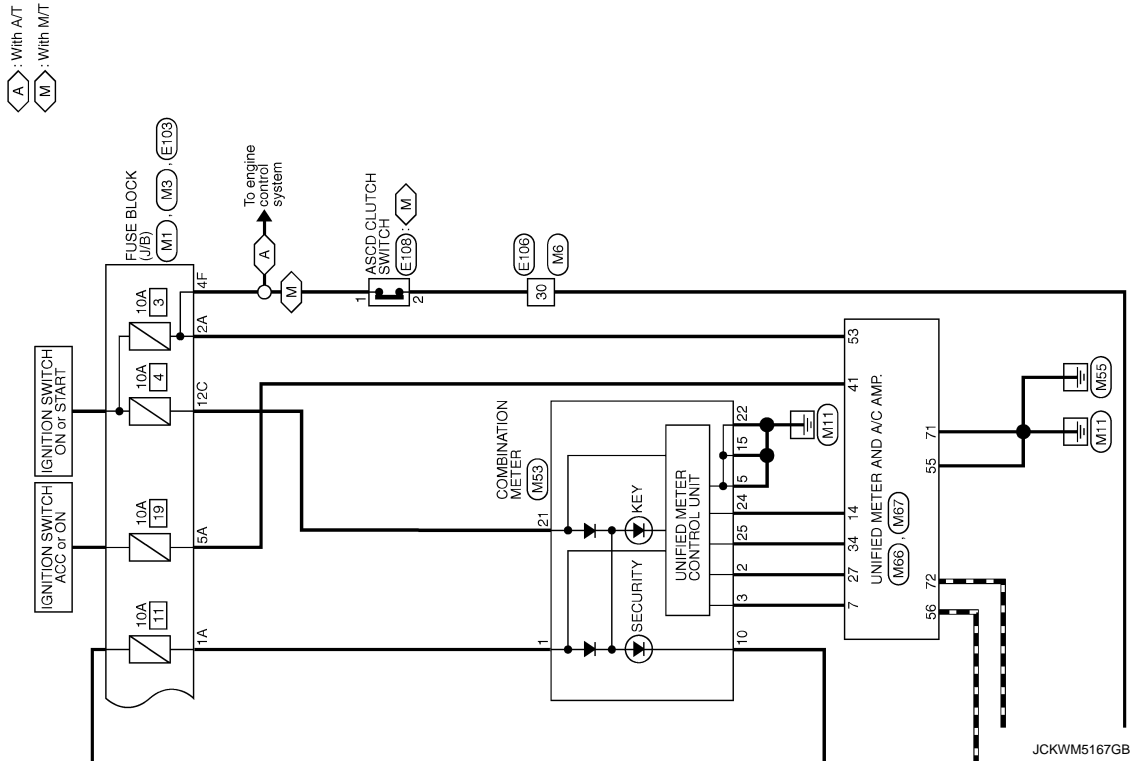 A : With A/T
M : With M/T
IGNITION SWITCH
ON or START
IGNITION SWITCH
ACC or ON
FUSE BLOCK
(J/B)
M1 , M3 , E103
10A
3
10A
4
10A
19
10A
11
4F
2A
12C
5A
1A
A
To engine
control
system
M
1
ASCD CLUTCH
SWITCH
E108 : M
2
E106
30
M6
COMBINATION
METER
M53
21
1
KEY
SECURITY
UNIFIED METER
CONTROL UNIT
22
15
5
24
25
2
3
10
M11
53
41
14
34
27
7
UNIFIED METER AND A/C AMP.
M66 , M67
71
55
72
56
M55
M11
JCKWM5167GB